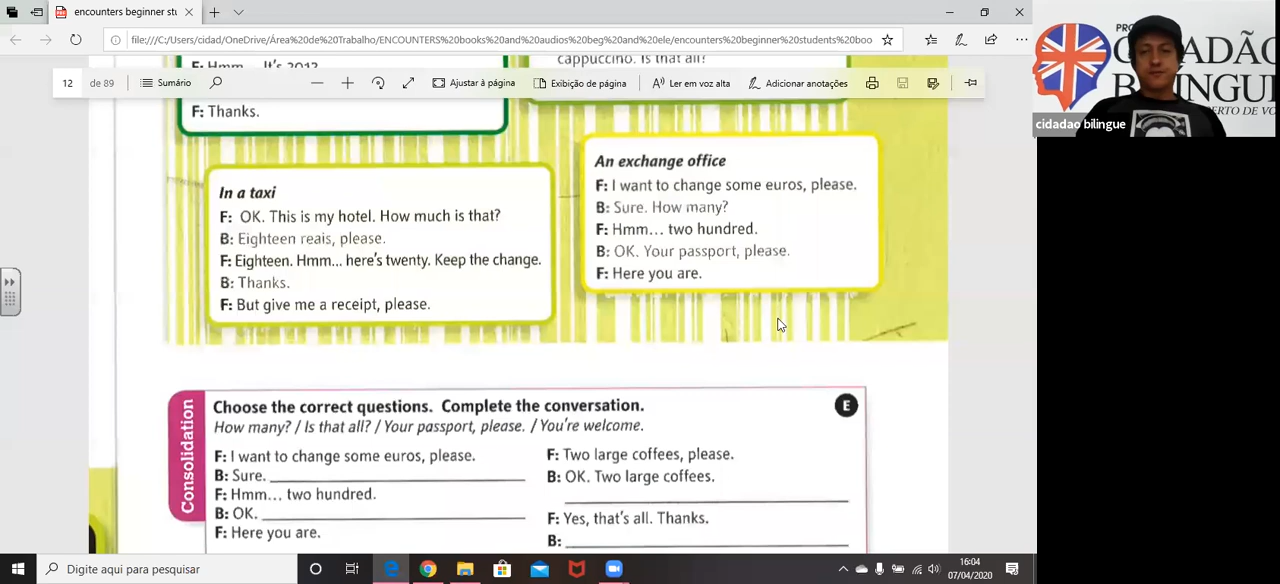 encounters beginner stu
file:///C:/Users/cidad/OneDrive/Área%20de%20Trabalho/ENCOUNTERS%20books%20and%20audios%20beg%20and%20ele/encounters%20beginner%20students%20boo
12 de 89 Sumário Ajustar à página Exibição de página Ler em voz alta Adicionar anotações
F: Hmm... It's 201?
F: Thanks.
cappuccino. Is that all?
In a taxi
F: OK. This is my hotel. How much is that?
B: Eighteen reais, please.
F: Eighteen. Hmm... here's twenty. Keep the change.
B: Thanks.
F: But give me a receipt, please.
An exchange office
F: I want to change some euros, please.
B: Sure. How many?
F: Hmm... two hundred.
B: OK. Your passport, please.
F: Here you are.
Consolidation
Choose the correct questions. Complete the conversation.
E
How many? / Is that all? / Your passport, please. / You're welcome.
F: I want to change some euros, please.
B: Sure.
F: Hmm... two hundred.
B: OK.
F: Here you are.
F: Two large coffees, please.
B: OK. Two large coffees.
F: Yes, that's all. Thanks.
B:
Digite aqui para pesquisar
16:04
07/04/2020
CIDADÃO
cidadao bilingue